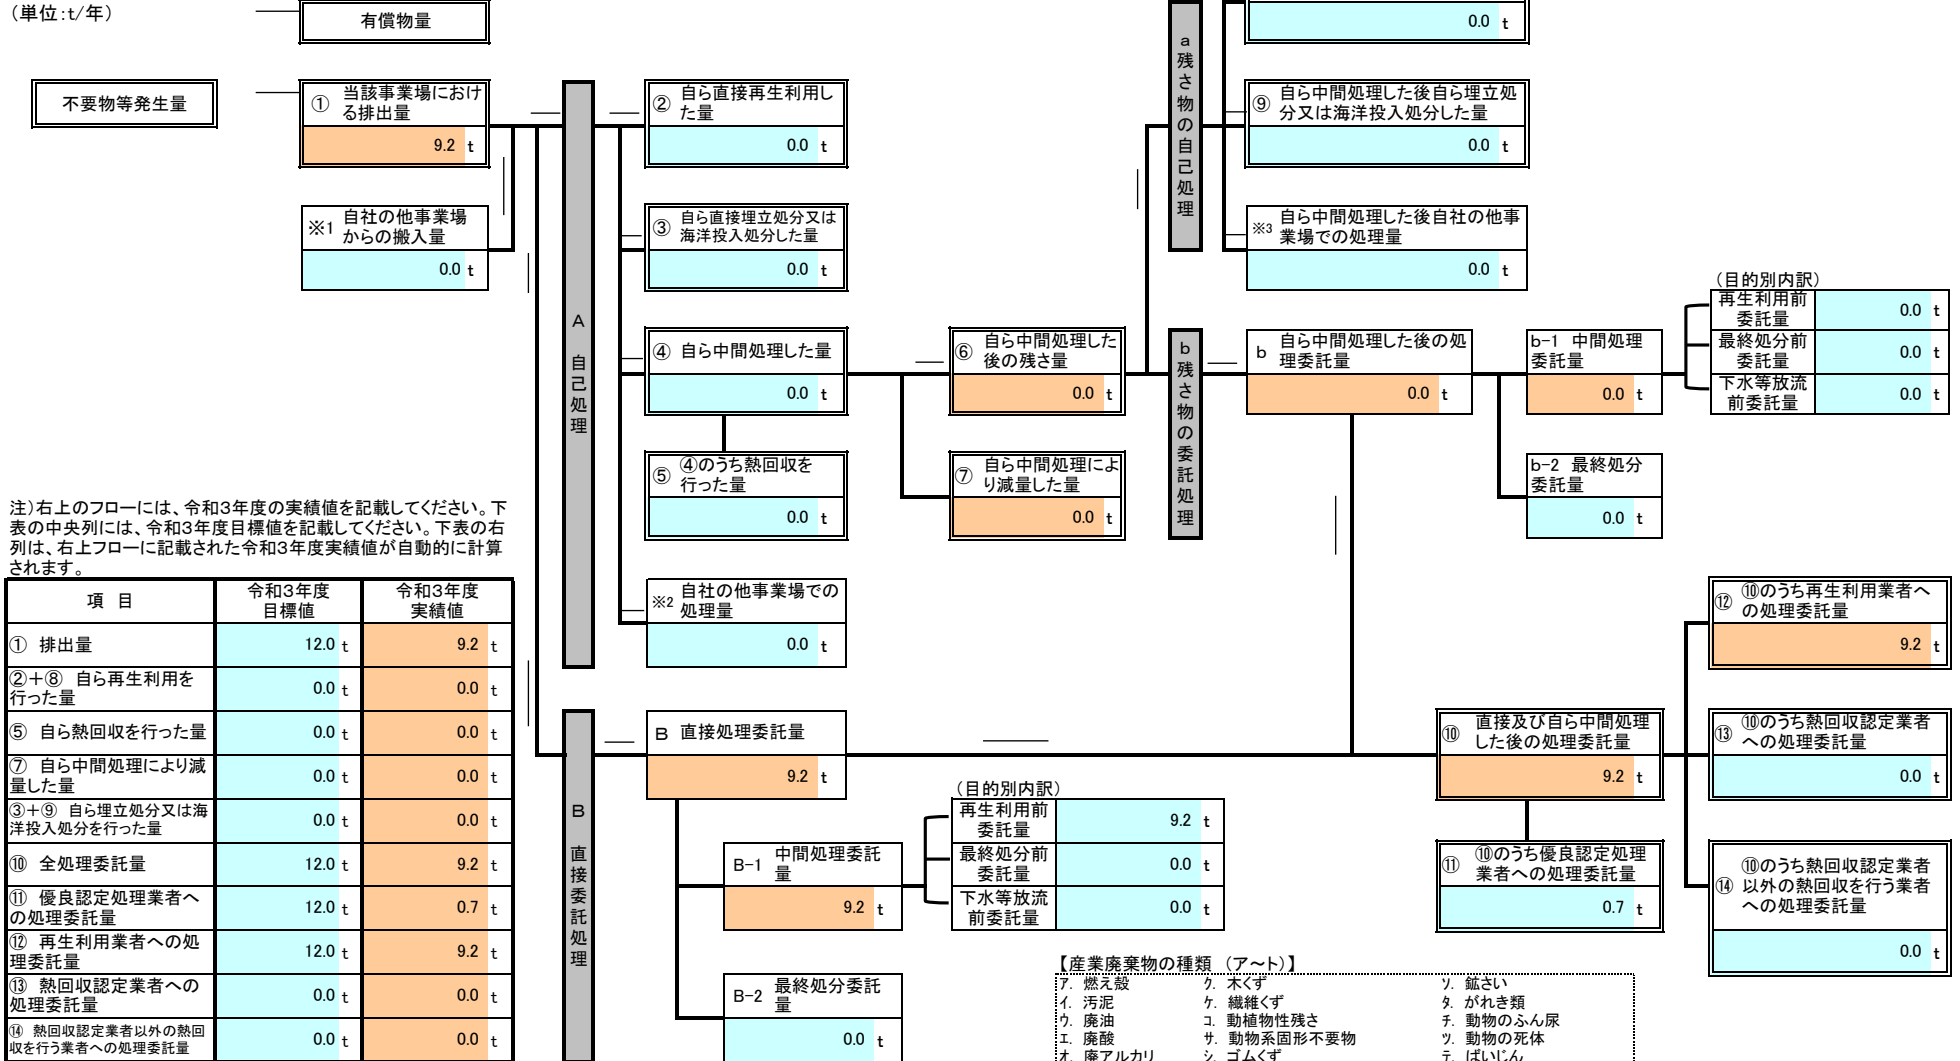 (単位:t/年)
有償物量
0.0 t
不要物等発生量
① 当該事業場におけ
る排出量
9.2 t
※1 自社の他事業場
からの搬入量
0.0 t
A 自己処理
② 自ら直接再生利用し
た量
0.0 t
③ 自ら直接埋立処分又は
海洋投入処分した量
0.0 t
④ 自ら中間処理した量
0.0 t
⑤ ④のうち熱回収を
行った量
0.0 t
※2 自社の他事業場での
処理量
0.0 t
⑥ 自ら中間処理した
後の残さ量
0.0 t
⑦ 自ら中間処理によ
り減量した量
0.0 t
a 残さ物の自己処理
⑨ 自ら中間処理した後自ら埋立処
分又は海洋投入処分した量
0.0 t
※3 自ら中間処理した後自社の他事
業場での処理量
0.0 t
b 残さ物の委託処理
b 自ら中間処理した後の処
理委託量
0.0 t
b-1 中間処理
委託量
0.0 t
b-2 最終処分
委託量
0.0 t
(目的別内訳)
再生利用前
委託量 0.0 t
最終処分前
委託量 0.0 t
下水等放流
前委託量 0.0 t
注)右上のフローには、令和3年度の実績値を記載してください。下
表の中央列には、令和3年度目標値を記載してください。下表の右
列は、右上フローに記載された令和3年度実績値が自動的に計算
されます。
項 目 令和3年度 目標値 令和3年度 実績値
① 排出量 12.0 t 9.2 t
②+⑧ 自ら再生利用を
行った量 0.0 t 0.0 t
⑤ 自ら熱回収を行った量 0.0 t 0.0 t
⑦ 自ら中間処理により減
量した量 0.0 t 0.0 t
③+⑨ 自ら埋立処分又は海
洋投入処分を行った量 0.0 t 0.0 t
⑩ 全処理委託量 12.0 t 9.2 t
⑪ 優良認定処理業者へ
の処理委託量 12.0 t 0.7 t
⑫ 再生利用業者への処
理委託量 12.0 t 9.2 t
⑬ 熱回収認定業者への
処理委託量 0.0 t 0.0 t
⑭ 熱回収認定業者以外の熱回
収を行う業者への処理委託量 0.0 t 0.0 t
B 直接委託処理
B 直接処理委託量
9.2 t
B-1 中間処理委託
量
9.2 t
B-2 最終処分委託
量
0.0 t
(目的別内訳)
再生利用前
委託量 9.2 t
最終処分前
委託量 0.0 t
下水等放流
前委託量 0.0 t
⑩ 直接及び自ら中間処理
した後の処理委託量
9.2 t
⑪ ⑩のうち優良認定処理
業者への処理委託量
0.7 t
⑫ ⑩のうち再生利用業者へ
の処理委託量
9.2 t
⑬ ⑩のうち熱回収認定業者
への処理委託量
0.0 t
⑭ ⑩のうち熱回収認定業者
以外の熱回収を行う業者
への処理委託量
0.0 t
【産業廃棄物の種類 (ア~ト)】
ア. 燃え殻 ク. 木くず ソ. 鉱さい
イ. 汚泥 ケ. 繊維くず タ. がれき類
ウ. 廃油 コ. 動植物性残さ チ. 動物のふん尿
エ. 廃酸 サ. 動物系固形不要物 ツ. 動物の死体
オ. 廃アルカリ シ. ゴムくず テ. ばいじん